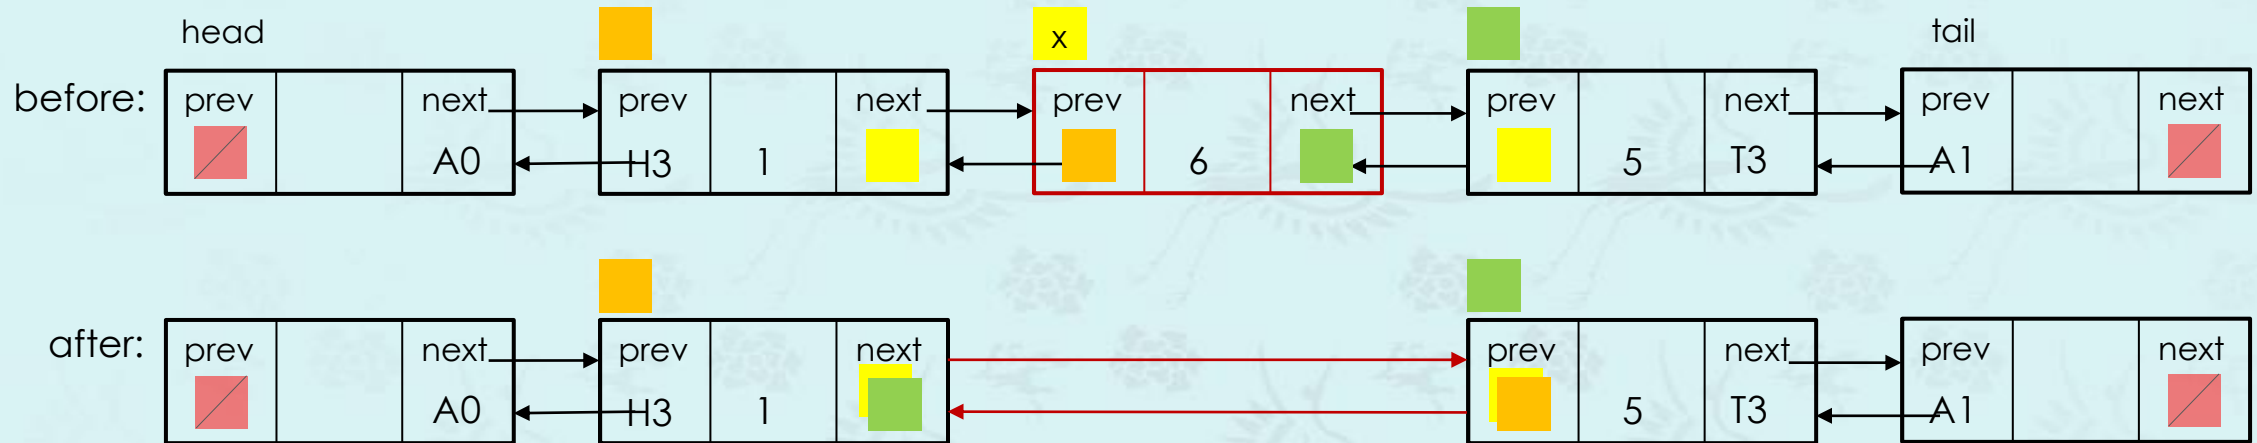 head x tail
before: prev next prev next prev next prev next prev next
A0 H3 1 6 5 T3 A1
after: prev next prev next prev next prev next
A0 H3 1 5 T3 A1